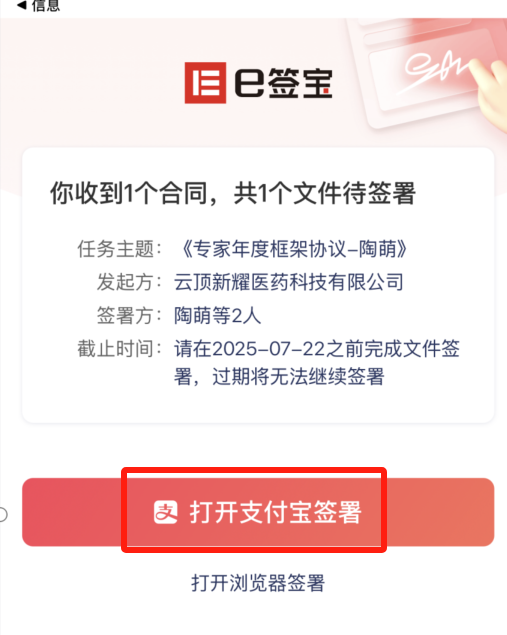 ◀ 信息
e签宝
你收到1个合同，共1个文件待签署
任务主题：《专家年度框架协议-陶萌》
发起方：云顶新耀医药科技有限公司
签署方：陶萌等2人
截止时间：请在2025-07-22之前完成文件签
署，过期将无法继续签署
支 打开支付宝签署
打开浏览器签署